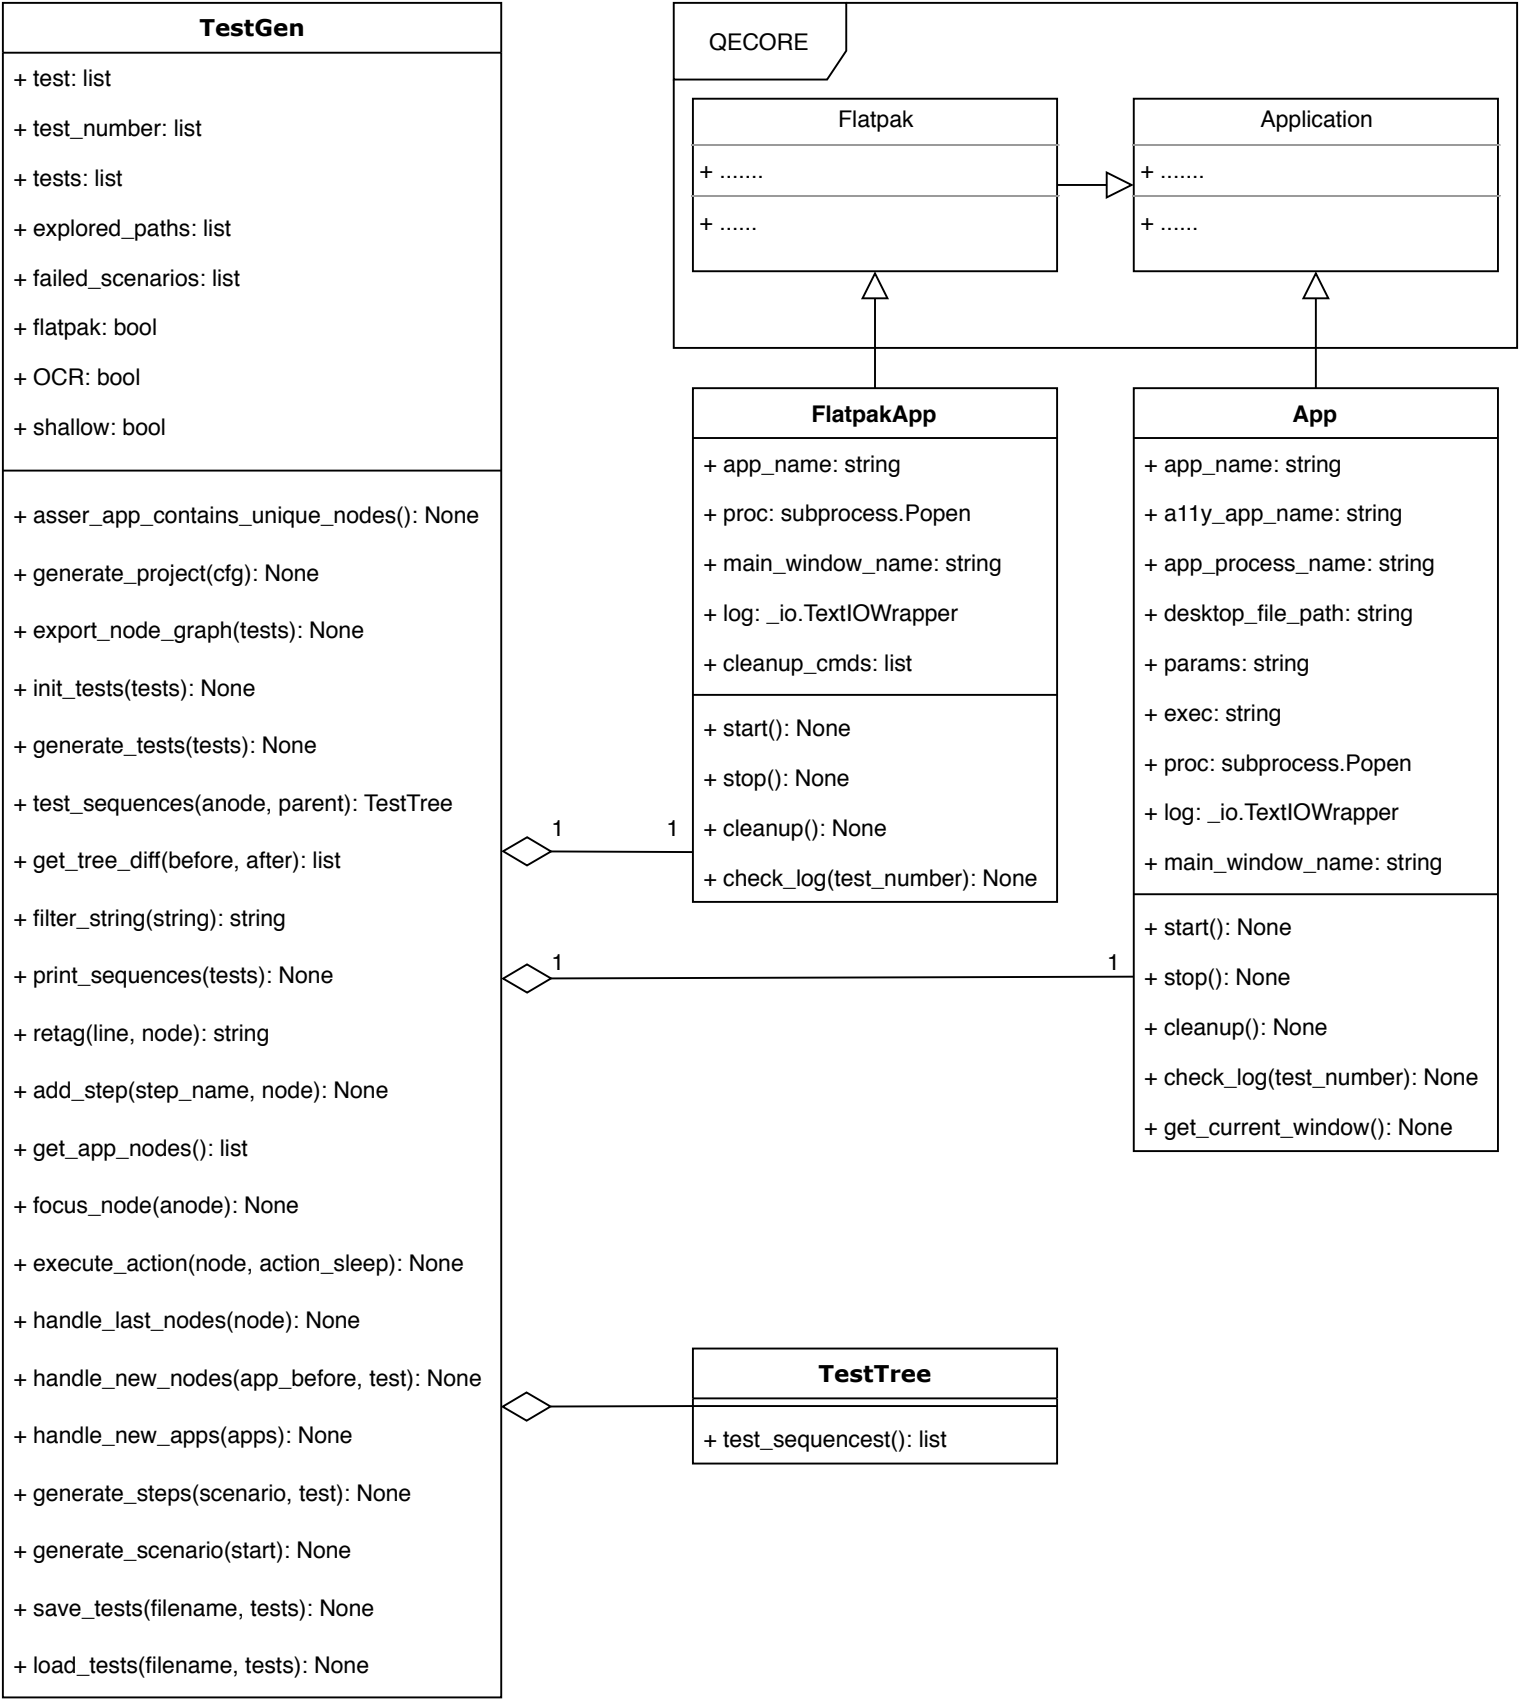 TestGen
+ test: list
+ test_number: list
+ tests: list
+ explored_paths: list
+ failed_scenarios: list
+ flatpak: bool
+ OCR: bool
+ shallow: bool
+ asser_app_contains_unique_nodes(): None
+ generate_project(cfg): None
+ export_node_graph(tests): None
+ init_tests(tests): None
+ generate_tests(tests): None
+ test_sequences(anode, parent): TestTree
+ get_tree_diff(before, after): list
+ filter_string(string): string
+ print_sequences(tests): None
+ retag(line, node): string
+ add_step(step_name, node): None
+ get_app_nodes(): list
+ focus_node(anode): None
+ execute_action(node, action_sleep): None
+ handle_last_nodes(node): None
+ handle_new_nodes(app_before, test): None
+ handle_new_apps(apps): None
+ generate_steps(scenario, test): None
+ generate_scenario(start): None
+ save_tests(filename, tests): None
+ load_tests(filename, tests): None
QECORE
Flatpak
+ .......
+ ......
Application
+ .......
+ ......
FlatpakApp
+ app_name: string
+ proc: subprocess.Popen
+ main_window_name: string
+ log: _io.TextIOWrapper
+ cleanup_cmds: list
+ start(): None
+ stop(): None
+ cleanup(): None
+ check_log(test_number): None
App
+ app_name: string
+ a11y_app_name: string
+ app_process_name: string
+ desktop_file_path: string
+ params: string
+ exec: string
+ proc: subprocess.Popen
+ log: _io.TextIOWrapper
+ main_window_name: string
+ start(): None
+ stop(): None
+ cleanup(): None
+ check_log(test_number): None
+ get_current_window(): None
1 1
1 1
TestTree
+ test_sequencest(): list